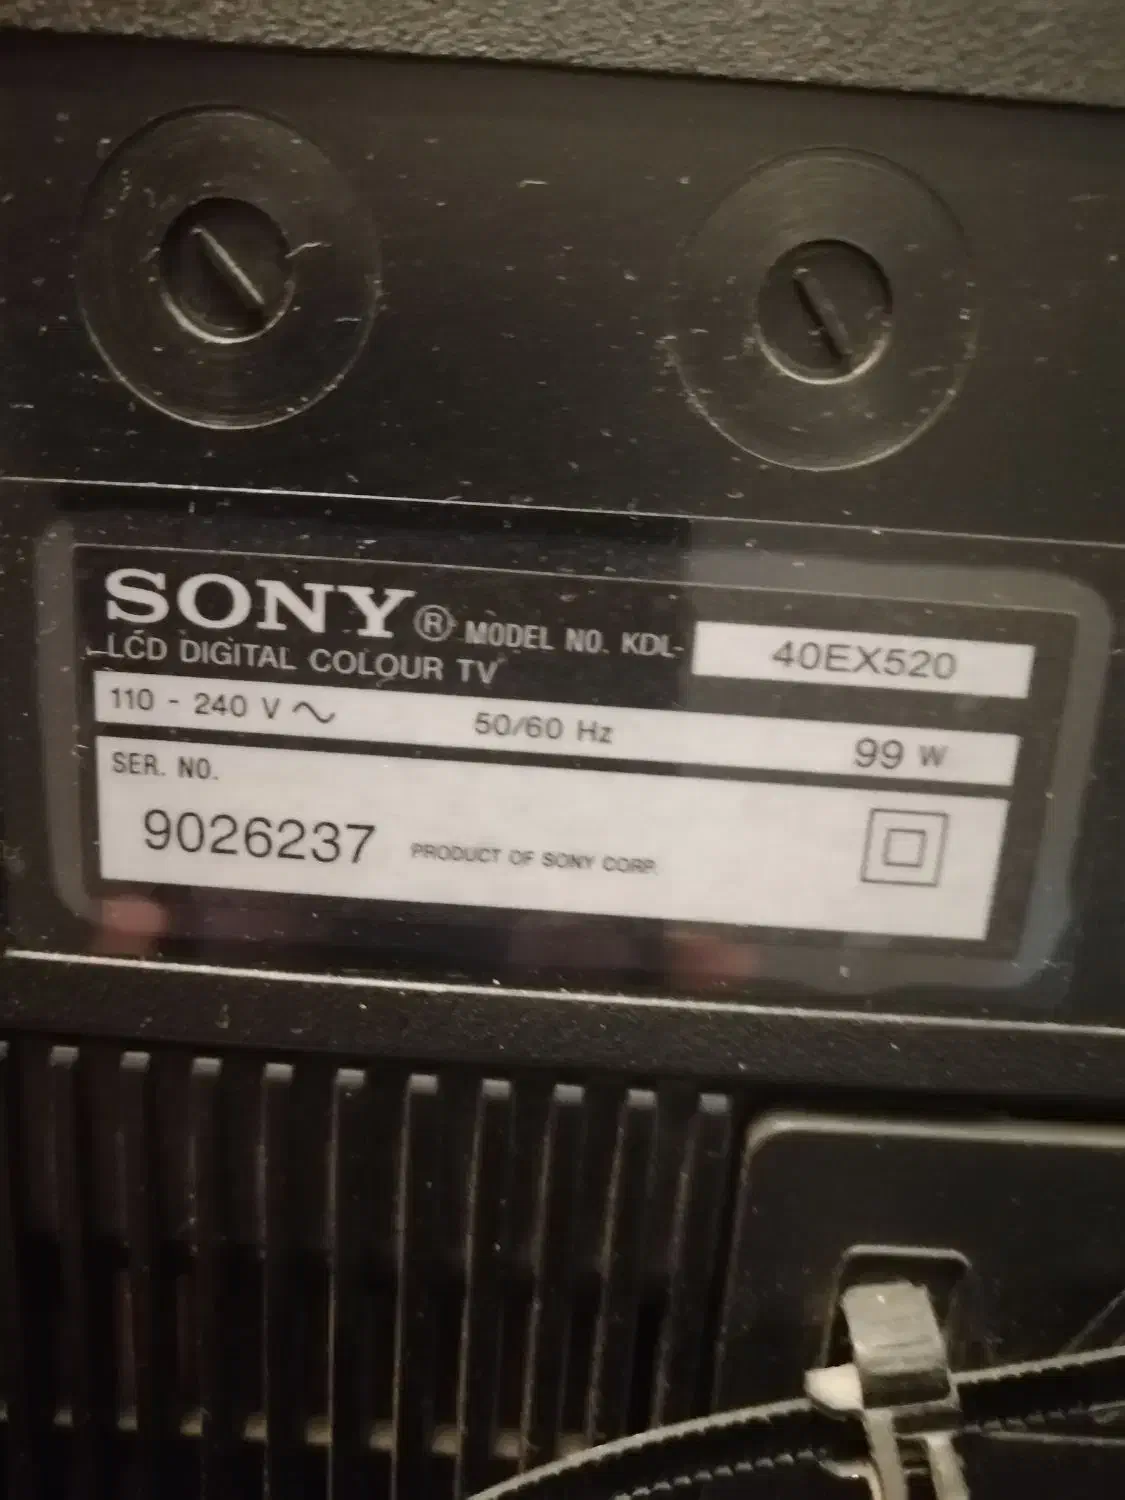 SONY® MODEL NO. KDL- 40EX520
LCD DIGITAL COLOUR TV
110 - 240 V ~ 50/60 Hz 99 W
SER. NO.
9026237 PRODUCT OF SONY CORP.